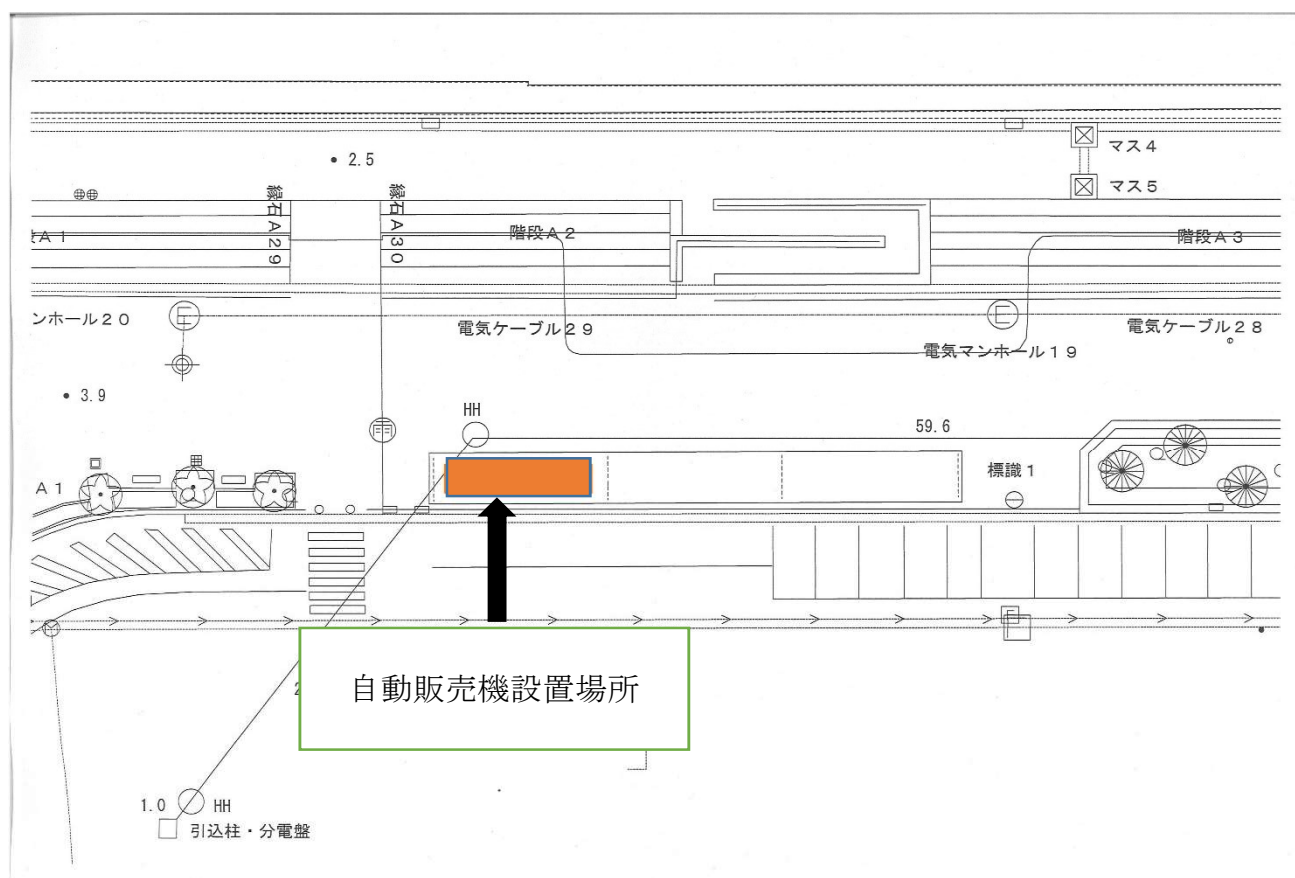 マス4
• 2.5
マス5
縁石A29
縁石A30
階段A1
階段A2
階段A3
ンホール20
電気ケーブル29
電気ケーブル28
電気マンホール19
• 3.9
HH
59.6
A1
標識1
自動販売機設置場所
1.0
HH
引込柱・分電盤